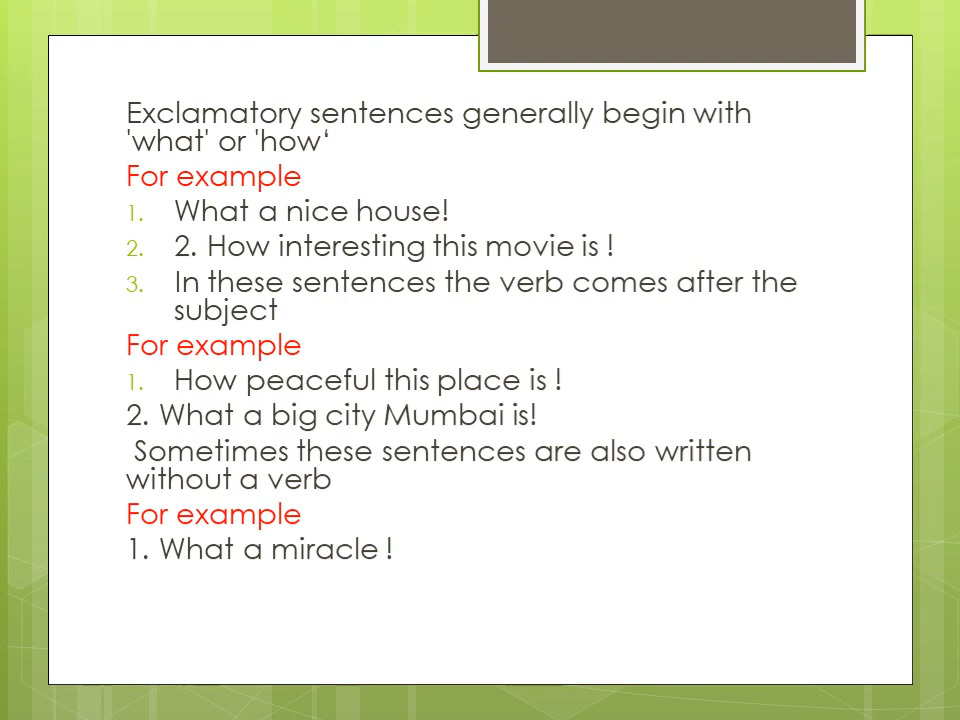 Exclamatory sentences generally begin with
'what' or 'how‘
For example
1. What a nice house!
2. 2. How interesting this movie is !
3. In these sentences the verb comes after the
subject
For example
1. How peaceful this place is !
2. What a big city Mumbai is!
Sometimes these sentences are also written
without a verb
For example
1. What a miracle !